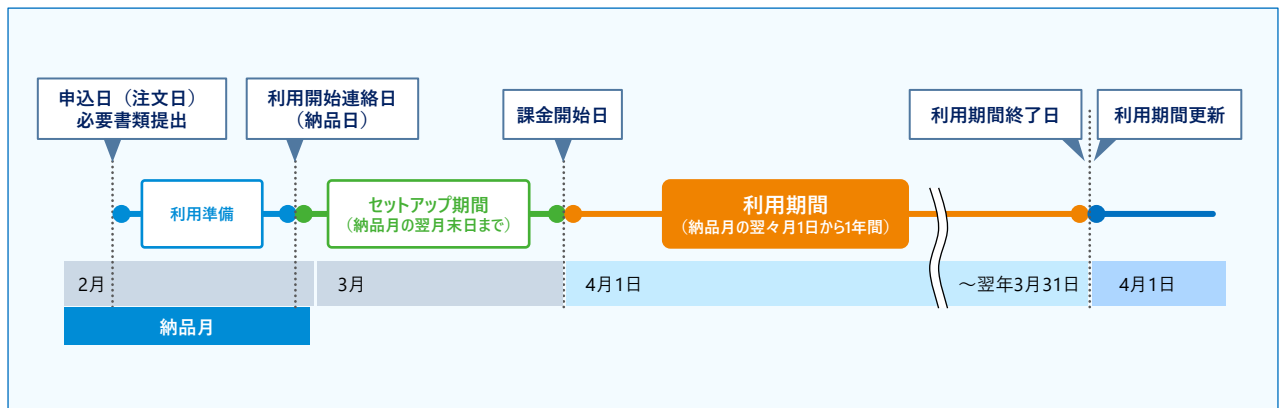 申込日（注文日）
必要書類提出
利用開始連絡日
（納品日）
課金開始日
利用期間終了日
利用期間更新
利用準備
セットアップ期間
（納品月の翌月末日まで）
利用期間
（納品月の翌々月1日から1年間）
2月
3月
4月1日
～翌年3月31日
4月1日
納品月